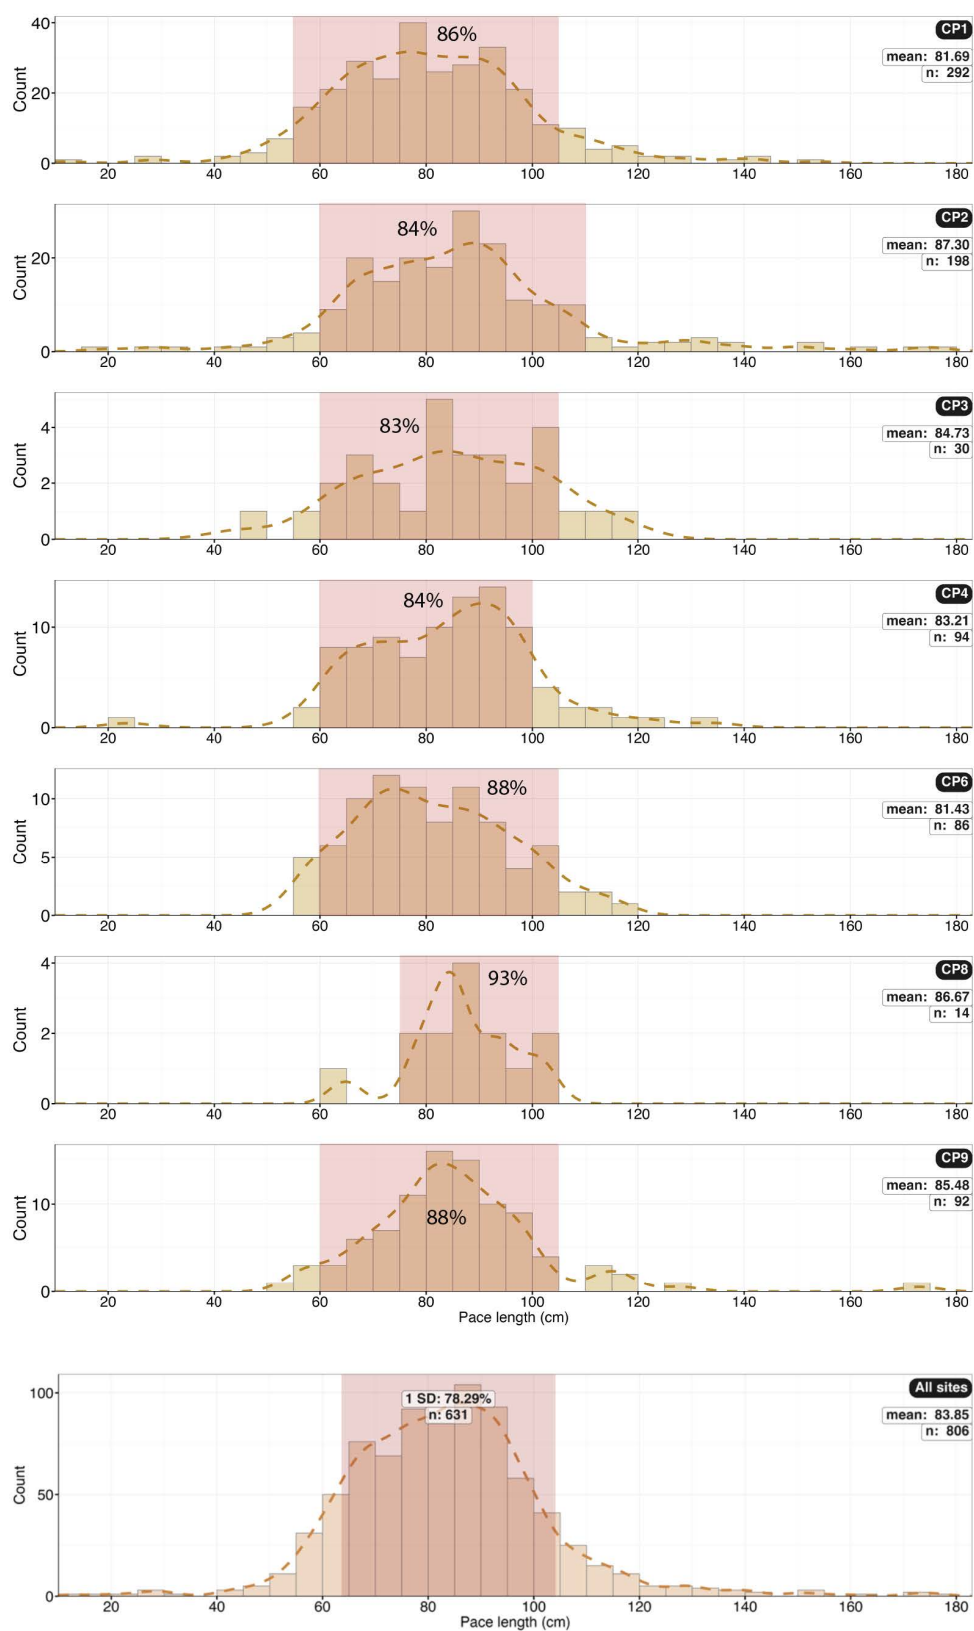 40
86%
CP1
mean: 81.69
n: 292
Count
20
0
20 40 60 80 100 120 140 160 180
CP2
84%
mean: 87.30
n: 198
20
Count
0
20 40 60 80 100 120 140 160 180
CP3
4
83%
mean: 84.73
n: 30
Count
2
0
20 40 60 80 100 120 140 160 180
CP4
84%
mean: 83.21
n: 94
10
Count
0
20 40 60 80 100 120 140 160 180
CP6
88%
10
mean: 81.43
n: 86
Count
5
0
20 40 60 80 100 120 140 160 180
4
CP8
93%
mean: 86.67
n: 14
Count
2
0
20 40 60 80 100 120 140 160 180
CP9
mean: 85.48
n: 92
10
88%
Count
0
20 40 60 80 100 120 140 160 180
Pace length (cm)
All sites
100
1 SD: 78.29%
n: 631
mean: 83.85
n: 806
Count
50
0
20 40 60 80 100 120 140 160 180
Pace length (cm)